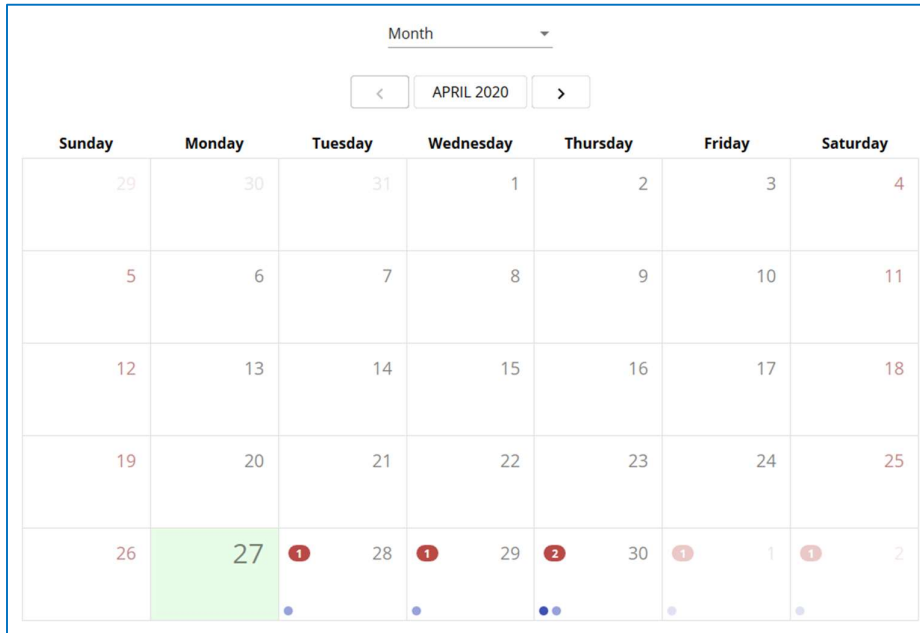 Month
APRIL 2020
Sunday Monday Tuesday Wednesday Thursday Friday Saturday
29 30 31 1 2 3 4
5 6 7 8 9 10 11
12 13 14 15 16 17 18
19 20 21 22 23 24 25
26 27 1 28 1 29 2 30 1 1 1 2